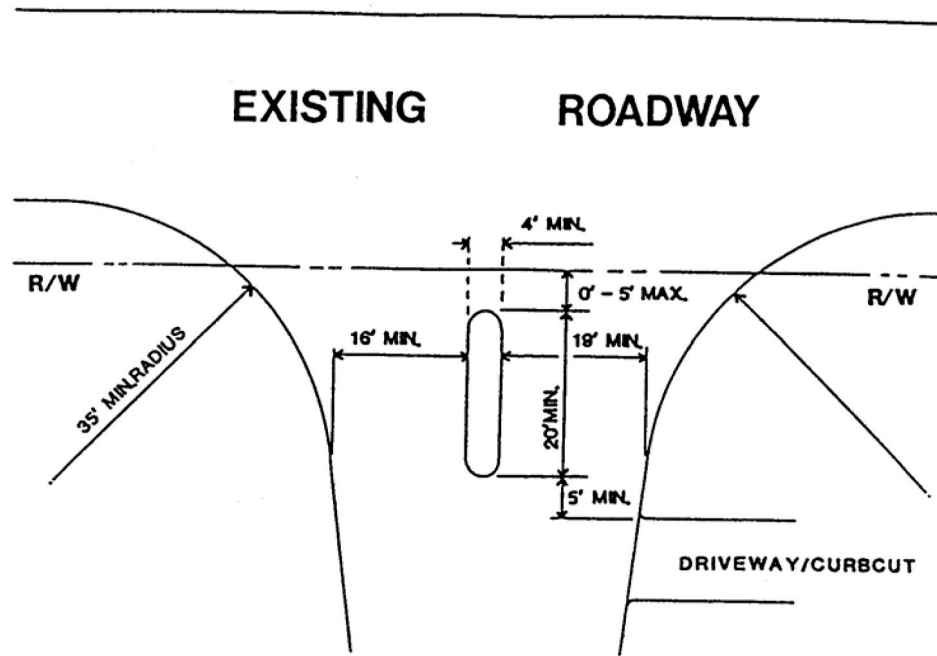 EXISTING ROADWAY
4' MIN.
R/W
0' - 5' MAX.
R/W
16' MIN.
19' MIN.
35' MIN.RADIUS
20'MIN.
5' MIN.
DRIVEWAY/CURBCUT